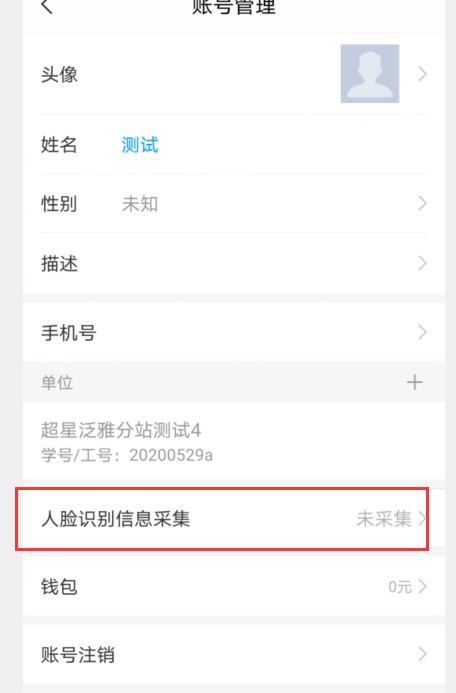 账号管理
头像
姓名 测试
性别 未知
描述
手机号
单位
超星泛雅分站测试4
学号/工号：20200529a
人脸识别信息采集 未采集
钱包 0元
账号注销